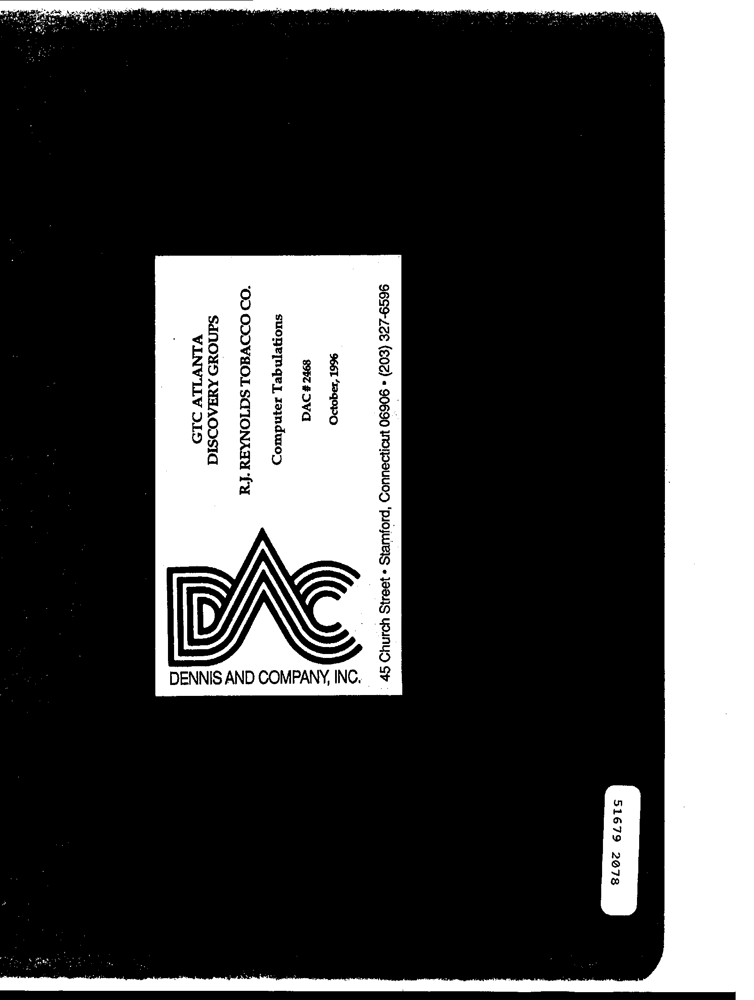 GTC ATLANTA
DISCOVERY GROUPS
R.J. REYNOLDS TOBACCO CO.
Computer Tabulations
DAC # 2468
October, 1996
DAC
DENNIS AND COMPANY, INC.
45 Church Street • Stamford, Connecticut 06906 • (203) 327-6596
51679 2078